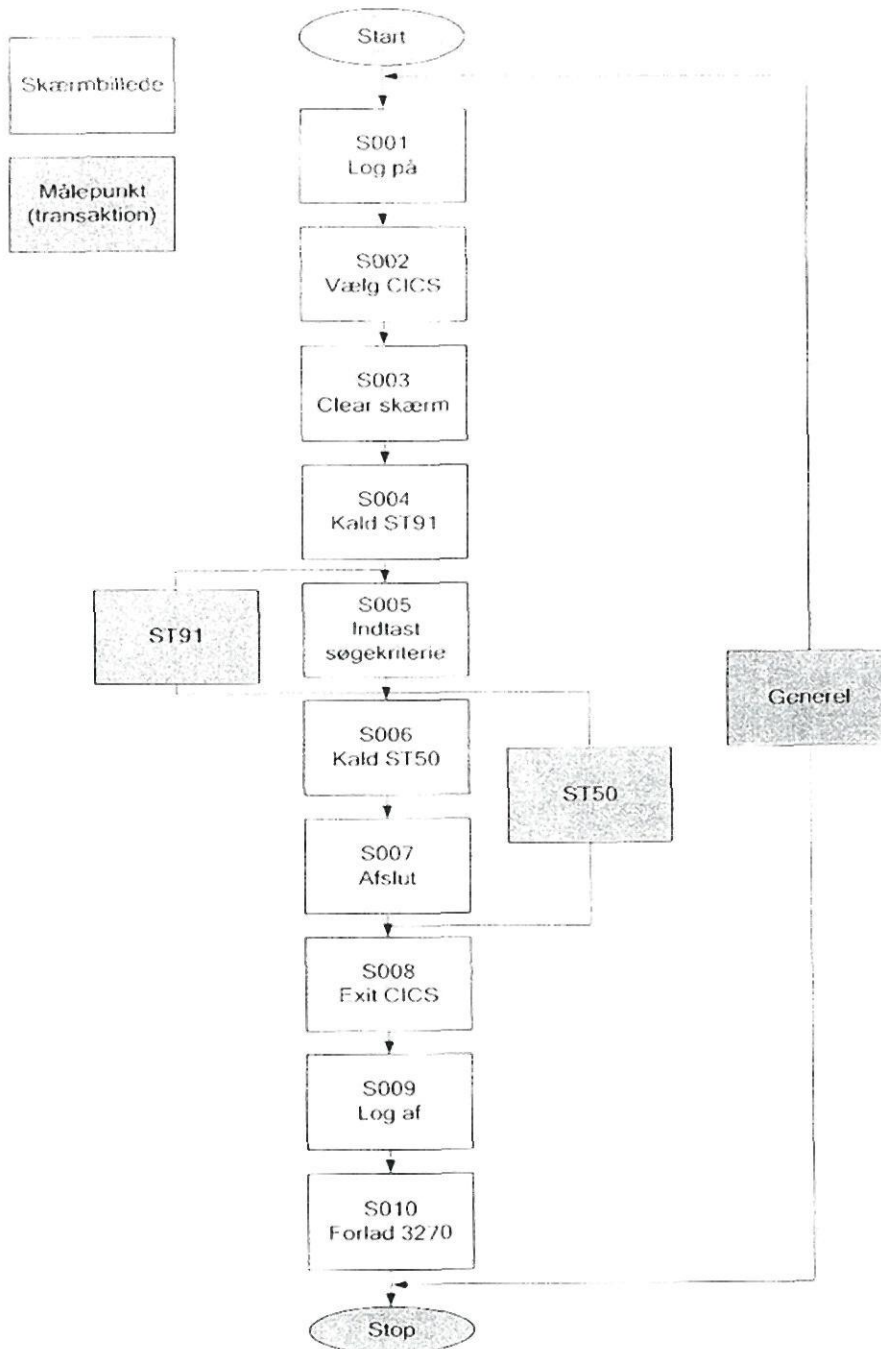 Start
Skærmbillede
Målepunkt
(transaktion)
S001
Log på
S002
Vælg CICS
S003
Clear skærm
S004
Kald ST91
ST91
S005
Indtast
søgekriterie
Generel
S006
Kald ST50
ST50
S007
Afslut
S008
Exit CICS
S009
Log af
S010
Forlad 3270
Stop